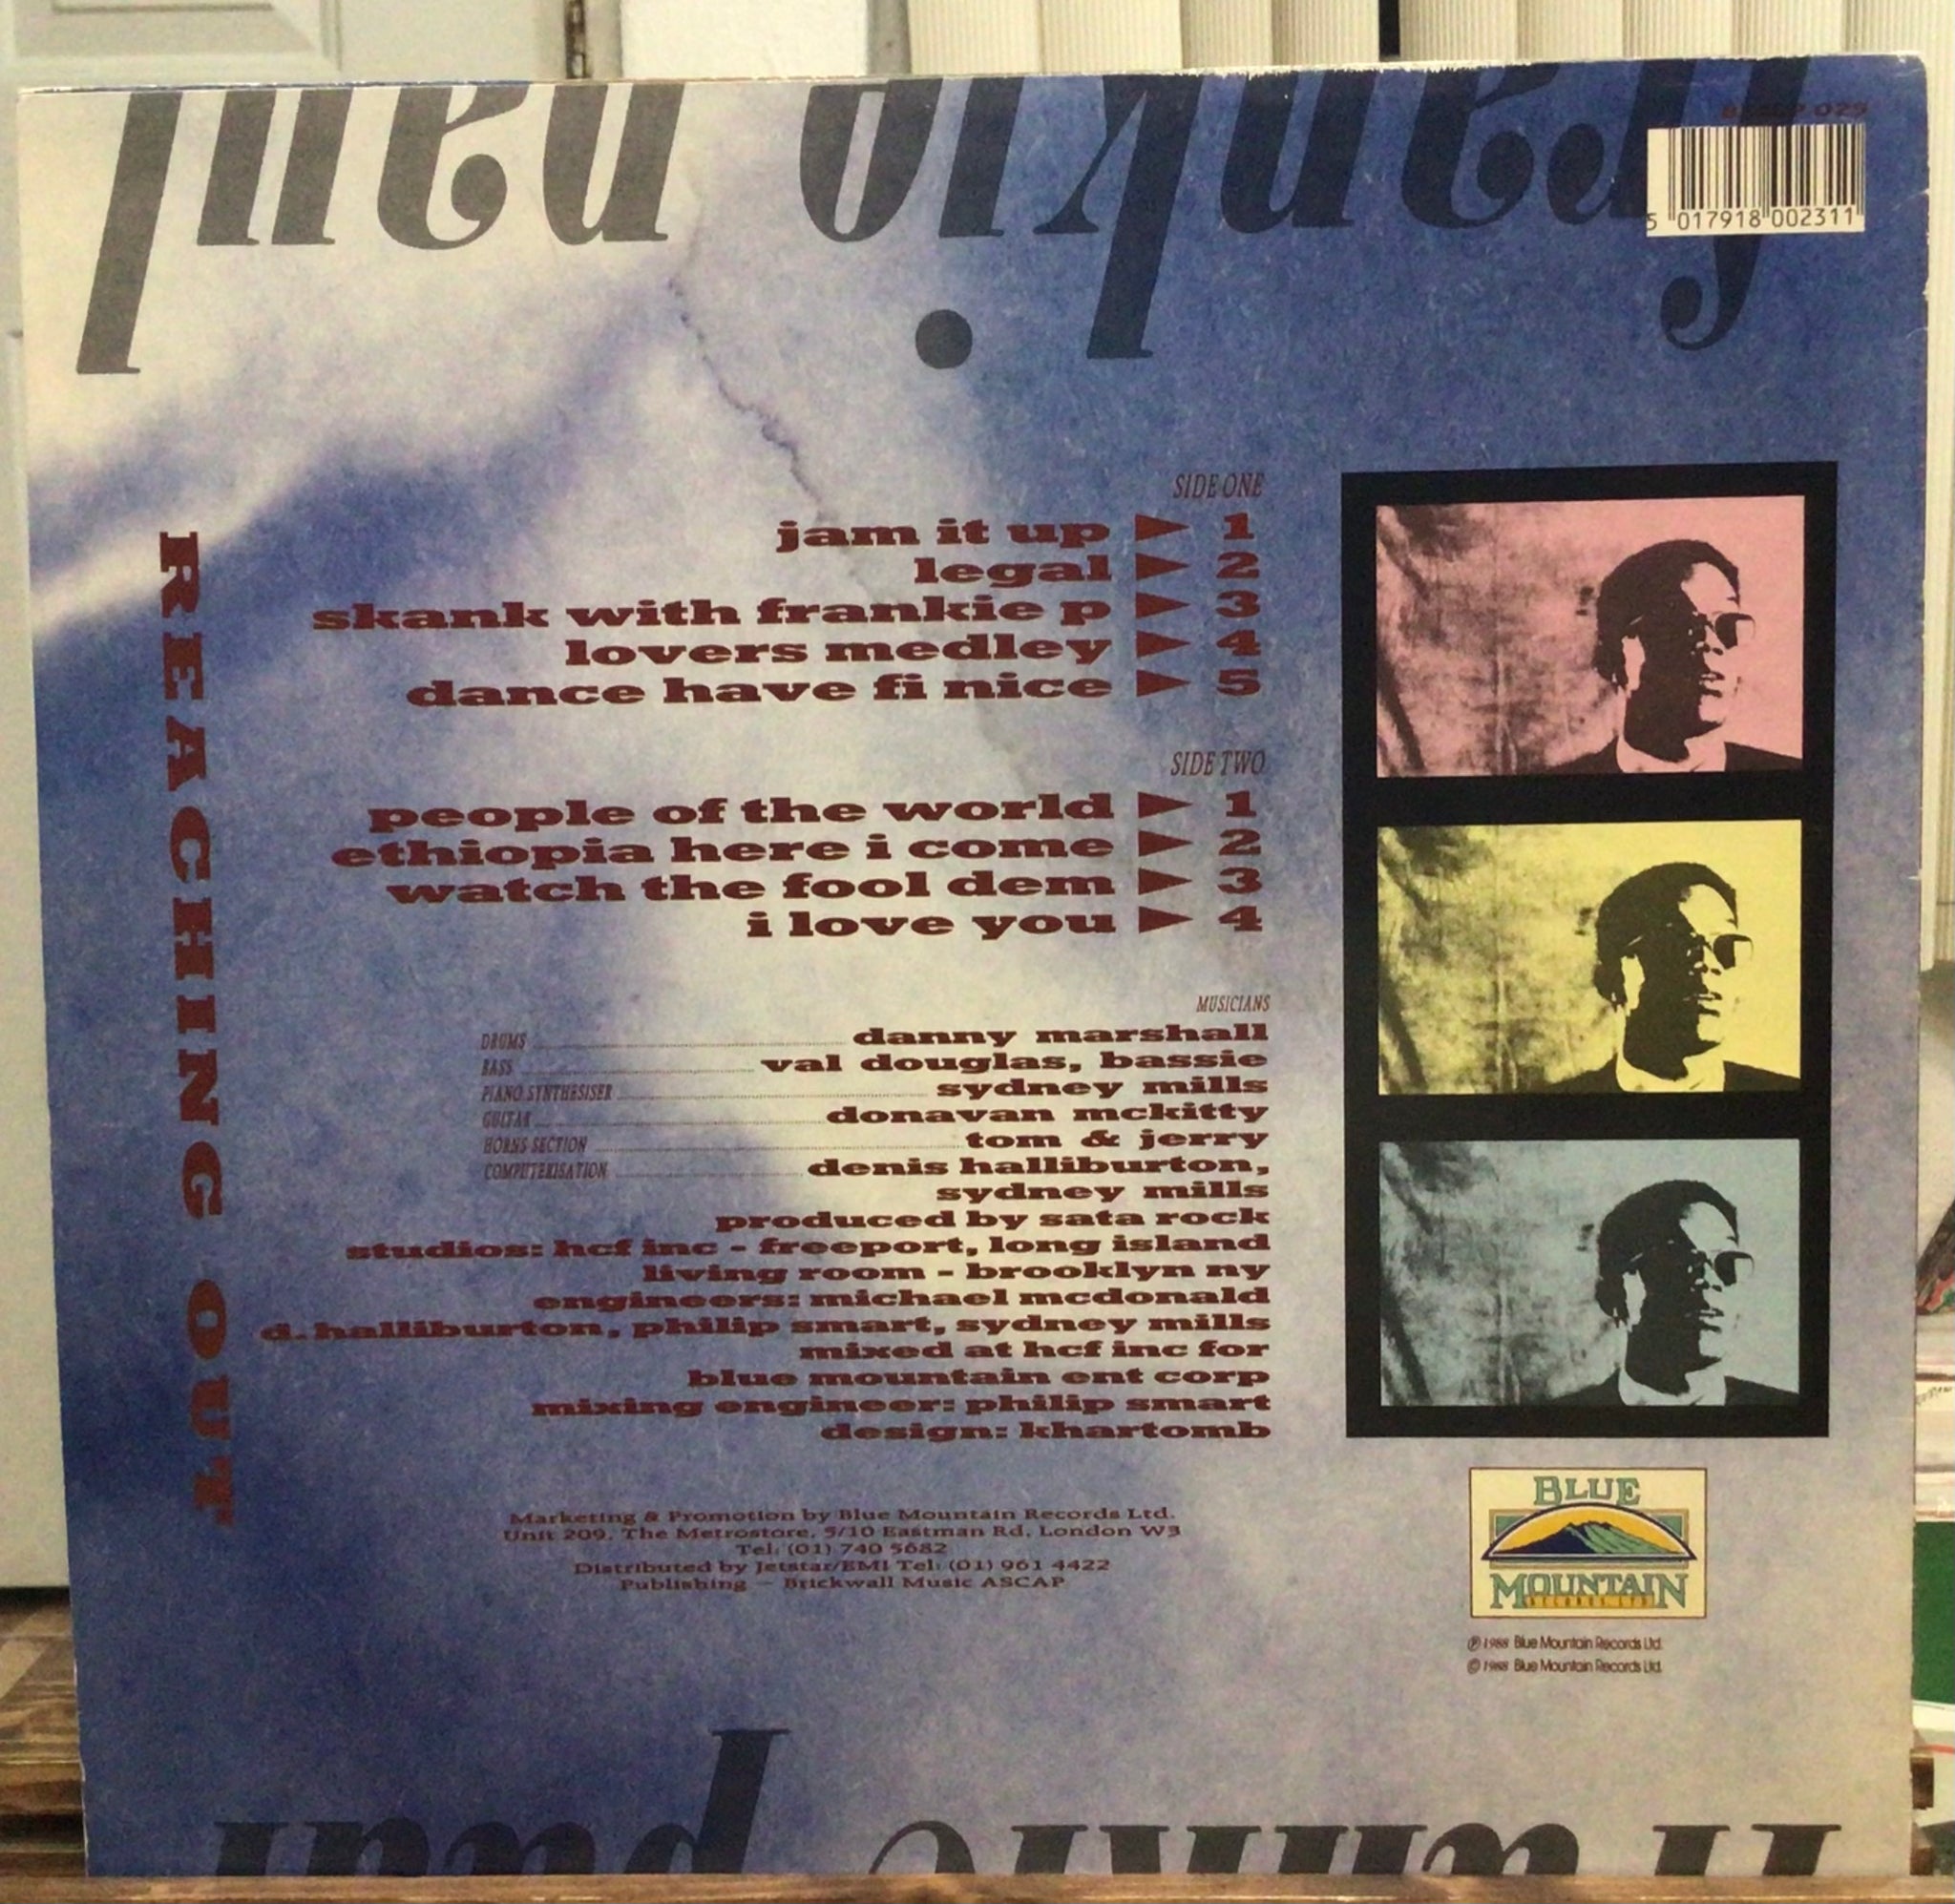 frankie paul
5 017918 002311
REACHING OUT
SIDE ONE
jam it up ▶ 1
legal ▶ 2
skank with frankie p ▶ 3
lovers medley ▶ 4
dance have fi nice ▶ 5
SIDE TWO
people of the world ▶ 1
ethiopia here i come ▶ 2
watch the fool dem ▶ 3
i love you ▶ 4
MUSICIANS
DRUMS danny marshall
BASS val douglas, bassie
PIANO SYNTHESISER sydney mills
GUITAR donavan mckitty
HORNS SECTION tom & jerry
COMPUTERISATION denis halliburton,
sydney mills
produced by sata rock
studios: hcf inc - freeport, long island
living room - brooklyn ny
engineers: michael mcdonald
d. halliburton, philip smart, sydney mills
mixed at hcf inc for
blue mountain ent corp
mixing engineer: philip smart
design: khartomb
Marketing & Promotion by Blue Mountain Records Ltd.
Unit 209, The Metrostore, 5/10 Eastman Rd, London W3
Tel: (01) 740 5682
Distributed by Jetstar/EMI Tel: (01) 961 4422
Publishing — Brickwall Music ASCAP
BLUE
MOUNTAIN
RECORDS LTD
℗ 1988 Blue Mountain Records Ltd.
© 1988 Blue Mountain Records Ltd.